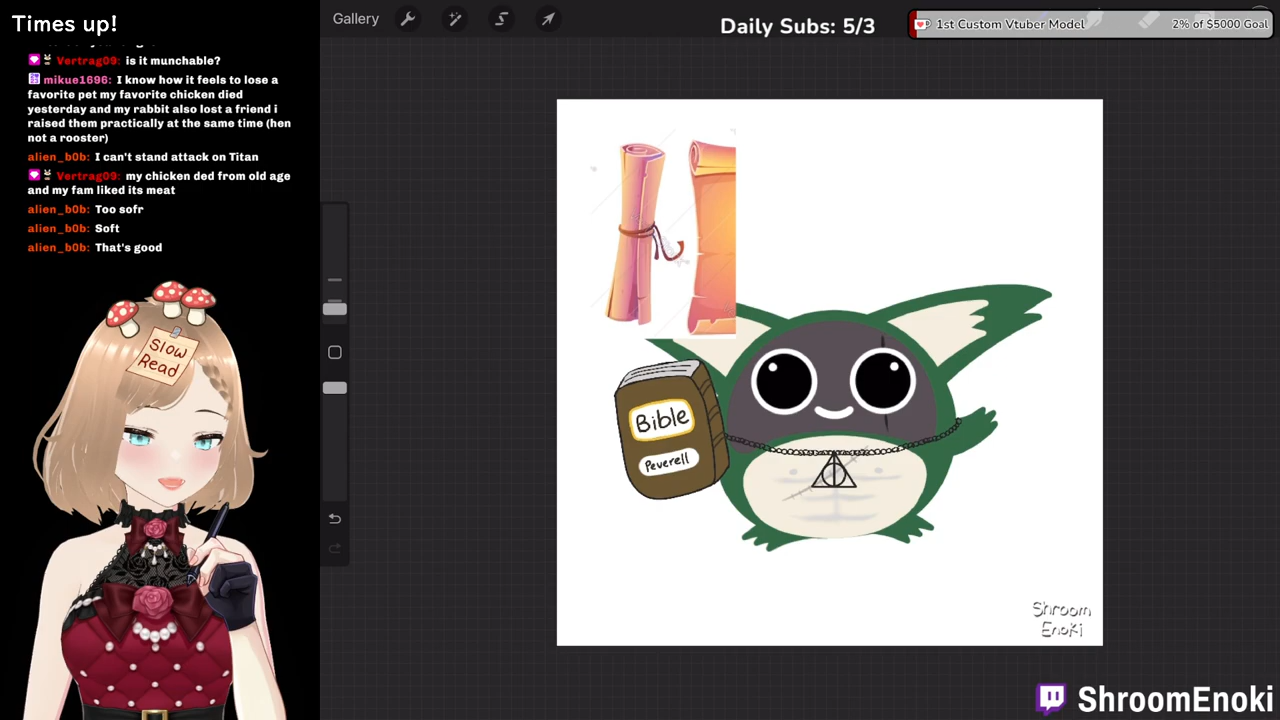 Times up!
Gallery
Daily Subs: 5/3
1st Custom Vtuber Model
2% of $5000 Goal
Vertrag09: is it munchable?
mikue1696: I know how it feels to lose a
favorite pet my favorite chicken died
yesterday and my rabbit also lost a friend i
raised them practically at the same time (hen
not a rooster)
alien_b0b: I can't stand attack on Titan
Vertrag09: my chicken ded from old age
and my fam liked its meat
alien_b0b: Too sofr
alien_b0b: Soft
alien_b0b: That's good
Slow
Read
Bible
Peverell
Shroom
Enoki
ShroomEnoki